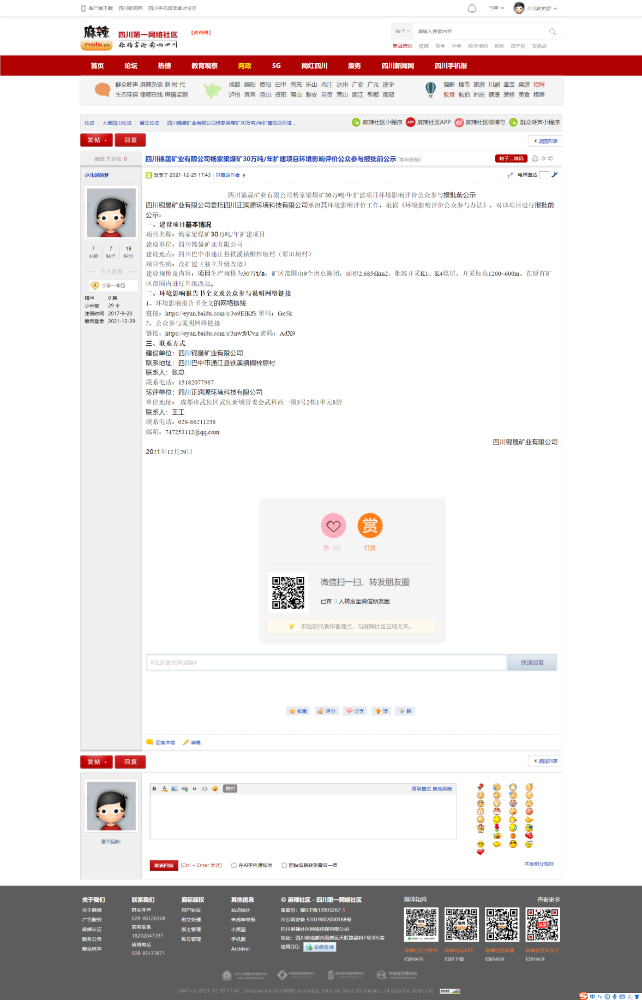 客户端下载 四川新闻网 四川手机报读者讨论区 马甲 少儿时的梦
麻辣 mala.cn 四川第一网络社区 你的言论影响四川 [去市州]
帖子 请输入搜索内容
新冠肺炎 疫情 高考 中考 校外培训 择校 房产税 贸易战
首页 论坛 热榜 教育观察 问政 5G 网红四川 版务 四川新闻网 四川手机报
群众呼声 麻辣杂谈 新 时 代 成都 绵阳 德阳 巴中 南充 乐山 内江 达州 广安 广元 遂宁 摄影 楼市 旅游 川剧 鉴宝 桌游 招聘
生态环保 律师在线 舆情监测 泸州 宜宾 凉山 资阳 眉山 雅安 自贡 营山 南江 新都 南部 教育 航拍 时尚 健康 装修 美食 租房
论坛 〉 大话四川论坛 〉 通江论坛 〉 四川锦晟矿业有限公司杨家梁煤矿30万吨/年扩建项目环境 ... 麻辣社区小程序 APP 麻辣社区APP 麻辣社区微博号 群众呼声小程序
发帖 回复 返回列表
阅读: 7|评论: 0 四川锦晟矿业有限公司杨家梁煤矿30万吨/年扩建项目环境影响评价公众参与报批前公示 [复制链接] 帖子二维码
少儿时的梦 发表于 2021-12-29 17:43 | 只看该作者 1# 电梯直达
四川锦晟矿业有限公司杨家梁煤矿30万吨/年扩建项目环境影响评价公众参与报批前公示
四川锦晟矿业有限公司委托四川正润源环境科技有限公司承担其环境影响评价工作，根据《环境影响评价公众参与办法》，对该项目进行报批前
公示：
一、建设项目基本情况
项目名称：杨家梁煤矿30万吨/年扩建项目
建设单位：四川锦晟矿业有限公司
建设地点：四川巴中市通江县铁溪镇桐梓塬村（原田坝村）
项目性质：改扩建（独立升级改造）
建设规模及内容：项目生产规模为30万t/a，矿区范围由9个拐点圈闭，面积2.6856km2，批准开采K1、K4煤层，开采标高1200~600m。在原有矿
区范围内进行升级改造。
二、环境影响报告书全文及公众参与说明网络链接
1、环境影响报告书全文的网络链接
链接：https://eyun.baidu.com/s/3o9ElKfS 密码：Go5k
2、公众参与说明网络链接
链接：https://eyun.baidu.com/s/3nwfbUvn 密码：AdX9
三、联系方式
建设单位：四川锦晟矿业有限公司
联系地址：四川巴中市通江县铁溪镇桐梓塬村
联系人：张总
联系电话：15182077987
环评单位：四川正润源环境科技有限公司
单位地址： 成都市武侯区武侯新城管委会武科西一路3号2栋1单元8层
联系人：王工
联系电话：028-86211238
邮箱：747253112@qq.com
四川锦晟矿业有限公司
2021年12月29日
7 7 18
主题 帖子 积分
个人信息
4 小学一年级
精华 0 篇
小米椒 29 个
注册时间 2017-9-20
最后登录 2021-12-29
赏
赞（0） 打赏
微信扫一扫，转发朋友圈
已有 0 人转发至微信朋友圈
本贴仅代表作者观点，与麻辣社区立场无关。
#在这里快速回复# 快速回复
收藏 评分 分享 顶 踩
回复本楼 编辑
发帖 回复 返回列表
B A 附件 高级模式 自动排版
匿名回帖
发表回复 [Ctrl + Enter 发送] 在APP内通知他 回帖后跳转到最后一页 本版积分规则
关于我们 联系我们 商标版权 其他信息 © 麻辣社区 - 四川第一网络社区 媒体矩阵 查看更多
关于麻辣 群众呼声 用户协议 站点统计 备案号：蜀ICP备12003267-1
广告服务 028-86126368 贴文处理 未成年举报 川公网安备 51019002000188号
麻辣认证 商务联系 版主管理 小黑屋 四川麻辣社区网络传媒有限公司
版务公告 18202847397 账号管理 手机版 地址：四川省成都市高新区天晖路晶科1号305室
群众呼声 值班电话 Archiver 值班QQ： 在线咨询
028-85173871
麻辣社区小程序 麻辣论坛APP 麻辣社区微博 麻辣社区头条号
扫码关注 扫码下载 扫码关注 扫码关注
GMT+8, 2021-12-29 17:46 , Processed in 0.074888 second(s), Total 24, Slave 20 queries , 14,Gzip On, Redis On. CNZZ
中